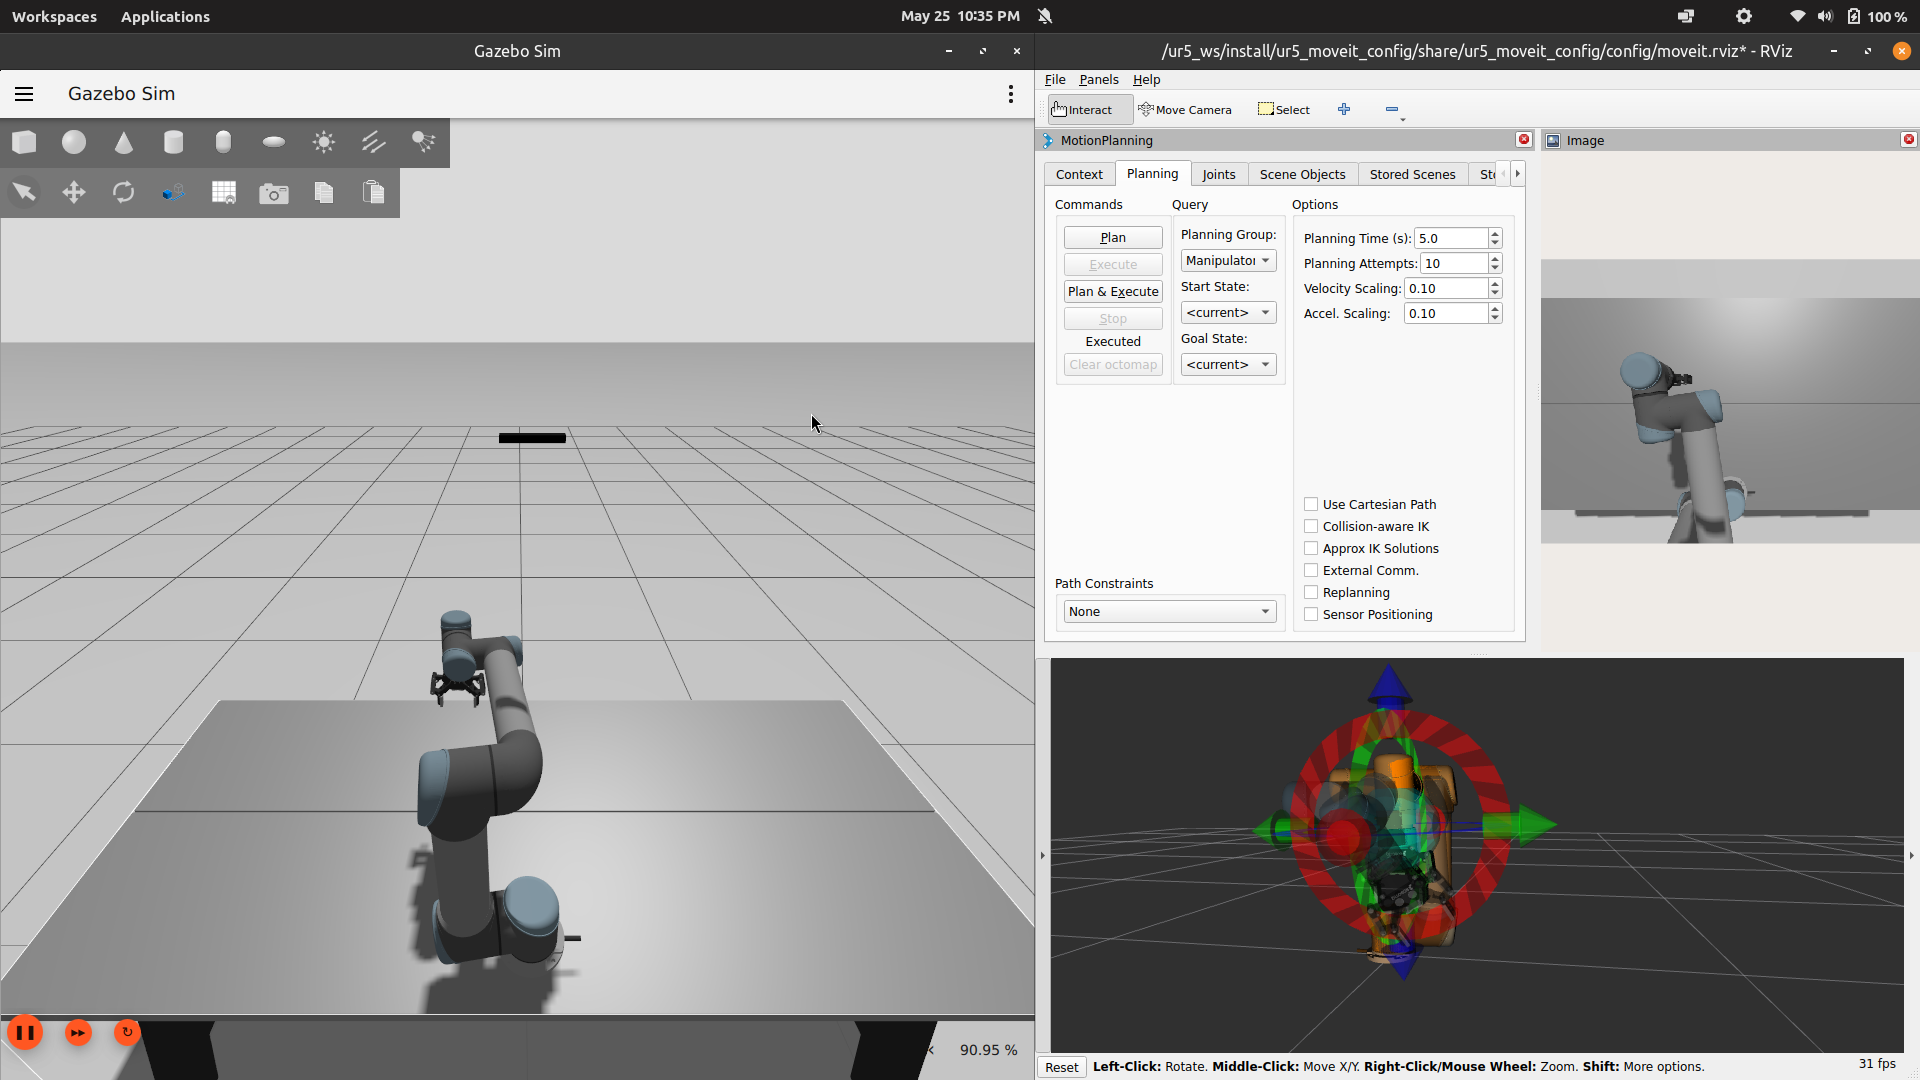 Workspaces Applications May 25 10:35 PM 100 %
Gazebo Sim
/ur5_ws/install/ur5_moveit_config/share/ur5_moveit_config/config/moveit.rviz* - RViz
Gazebo Sim
90.95 %
File Panels Help
Interact Move Camera Select
MotionPlanning
Image
Context Planning Joints Scene Objects Stored Scenes Sto
Commands
Plan
Execute
Plan & Execute
Stop
Executed
Clear octomap
Query
Planning Group:
Manipulator
Start State:
<current>
Goal State:
<current>
Options
Planning Time (s): 5.0
Planning Attempts: 10
Velocity Scaling: 0.10
Accel. Scaling: 0.10
Use Cartesian Path
Collision-aware IK
Approx IK Solutions
External Comm.
Replanning
Sensor Positioning
Path Constraints
None
Reset Left-Click: Rotate. Middle-Click: Move X/Y. Right-Click/Mouse Wheel: Zoom. Shift: More options. 31 fps